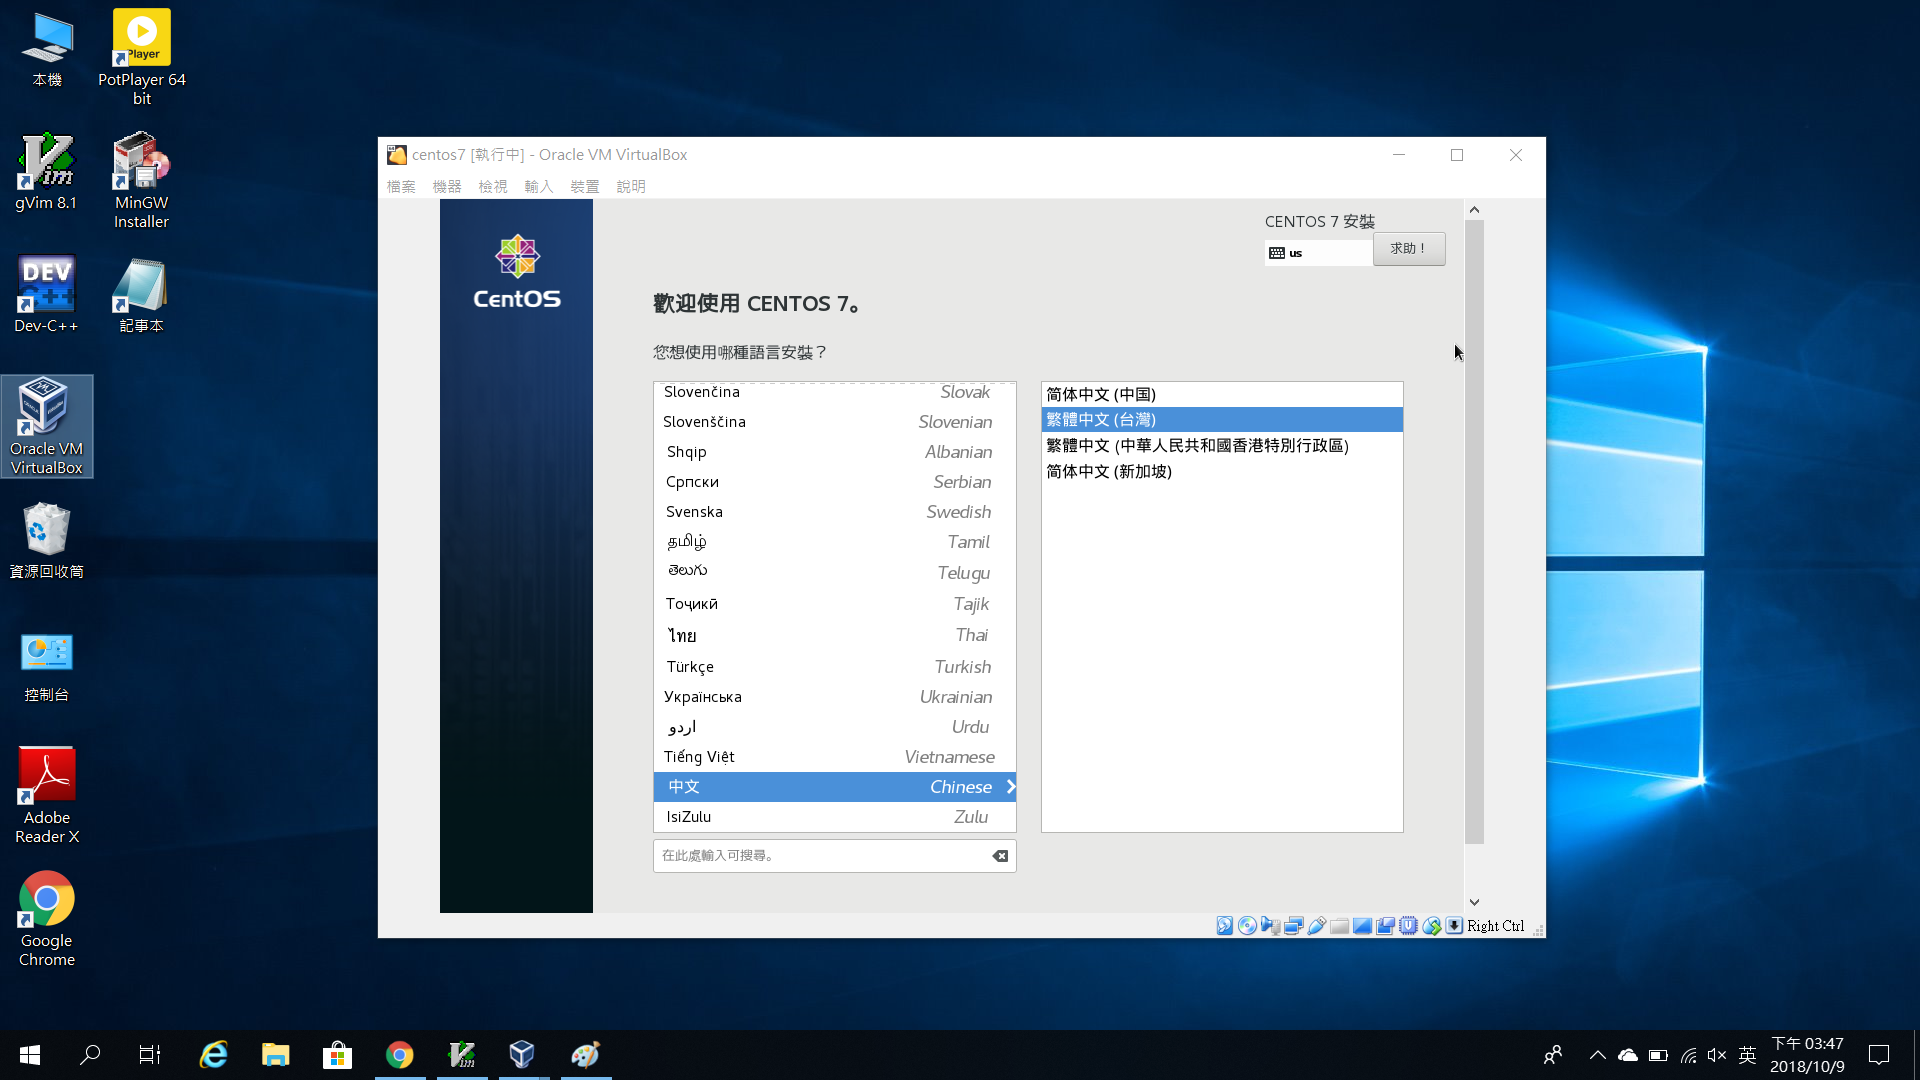 本機
Player
PotPlayer 64
bit
gVim 8.1
MinGW
Installer
DEV
C++
Dev-C++
記事本
Oracle VM
VirtualBox
資源回收筒
控制台
Adobe
Reader X
Google
Chrome
centos7 [執行中] - Oracle VM VirtualBox
檔案 機器 檢視 輸入 裝置 說明
CentOS
CENTOS 7 安裝
us
求助！
歡迎使用 CENTOS 7。
您想使用哪種語言安裝？
Slovenčina Slovak
Slovenščina Slovenian
Shqip Albanian
Српски Serbian
Svenska Swedish
தமிழ் Tamil
తెలుగు Telugu
Тоҷикӣ Tajik
ไทย Thai
Türkçe Turkish
Українська Ukrainian
اردو Urdu
Tiếng Việt Vietnamese
中文 Chinese
IsiZulu Zulu
在此處輸入可搜尋。
简体中文 (中国)
繁體中文 (台灣)
繁體中文 (中華人民共和國香港特別行政區)
简体中文 (新加坡)
Right Ctrl
英
下午 03:47
2018/10/9